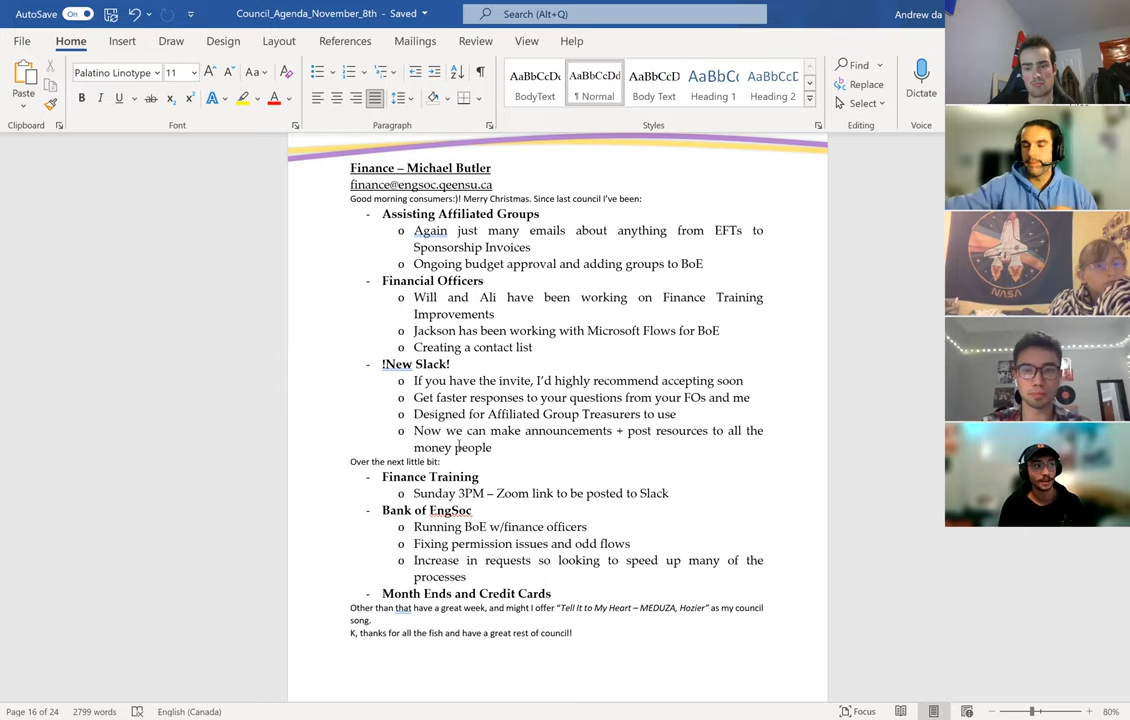 AutoSave On Council_Agenda_November_8th - Saved Search (Alt+Q) Andrew da
File Home Insert Draw Design Layout References Mailings Review View Help
Paste
Palatino Linotype 11
AaBbCcDc AaBbCcDd AaBbCcD AaBbCc AaBbCcD
BodyText ¶ Normal Body Text Heading 1 Heading 2
Find
Replace
Select
Dictate
Clipboard Font Paragraph Styles Editing Voice
Finance – Michael Butler
finance@engsoc.qeensu.ca
Good morning consumers:)! Merry Christmas. Since last council I've been:
- Assisting Affiliated Groups
o Again just many emails about anything from EFTs to
Sponsorship Invoices
o Ongoing budget approval and adding groups to BoE
- Financial Officers
o Will and Ali have been working on Finance Training
Improvements
o Jackson has been working with Microsoft Flows for BoE
o Creating a contact list
- !New Slack!
o If you have the invite, I'd highly recommend accepting soon
o Get faster responses to your questions from your FOs and me
o Designed for Affiliated Group Treasurers to use
o Now we can make announcements + post resources to all the
money people
Over the next little bit:
- Finance Training
o Sunday 3PM – Zoom link to be posted to Slack
- Bank of EngSoc
o Running BoE w/finance officers
o Fixing permission issues and odd flows
o Increase in requests so looking to speed up many of the
processes
- Month Ends and Credit Cards
Other than that have a great week, and might I offer "Tell It to My Heart – MEDUZA, Hozier" as my council
song.
K, thanks for all the fish and have a great rest of council!
NASA
Page 16 of 24 2799 words English (Canada) Focus 80%